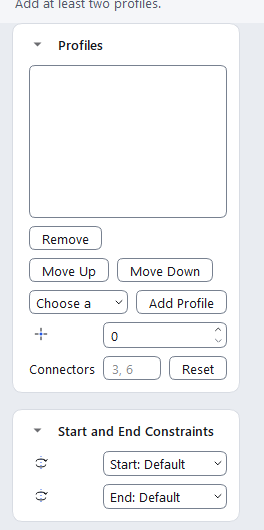 Add at least two profiles.
Profiles
Remove
Move Up Move Down
Choose a Add Profile
0
Connectors 3, 6 Reset
Start and End Constraints
Start: Default
End: Default